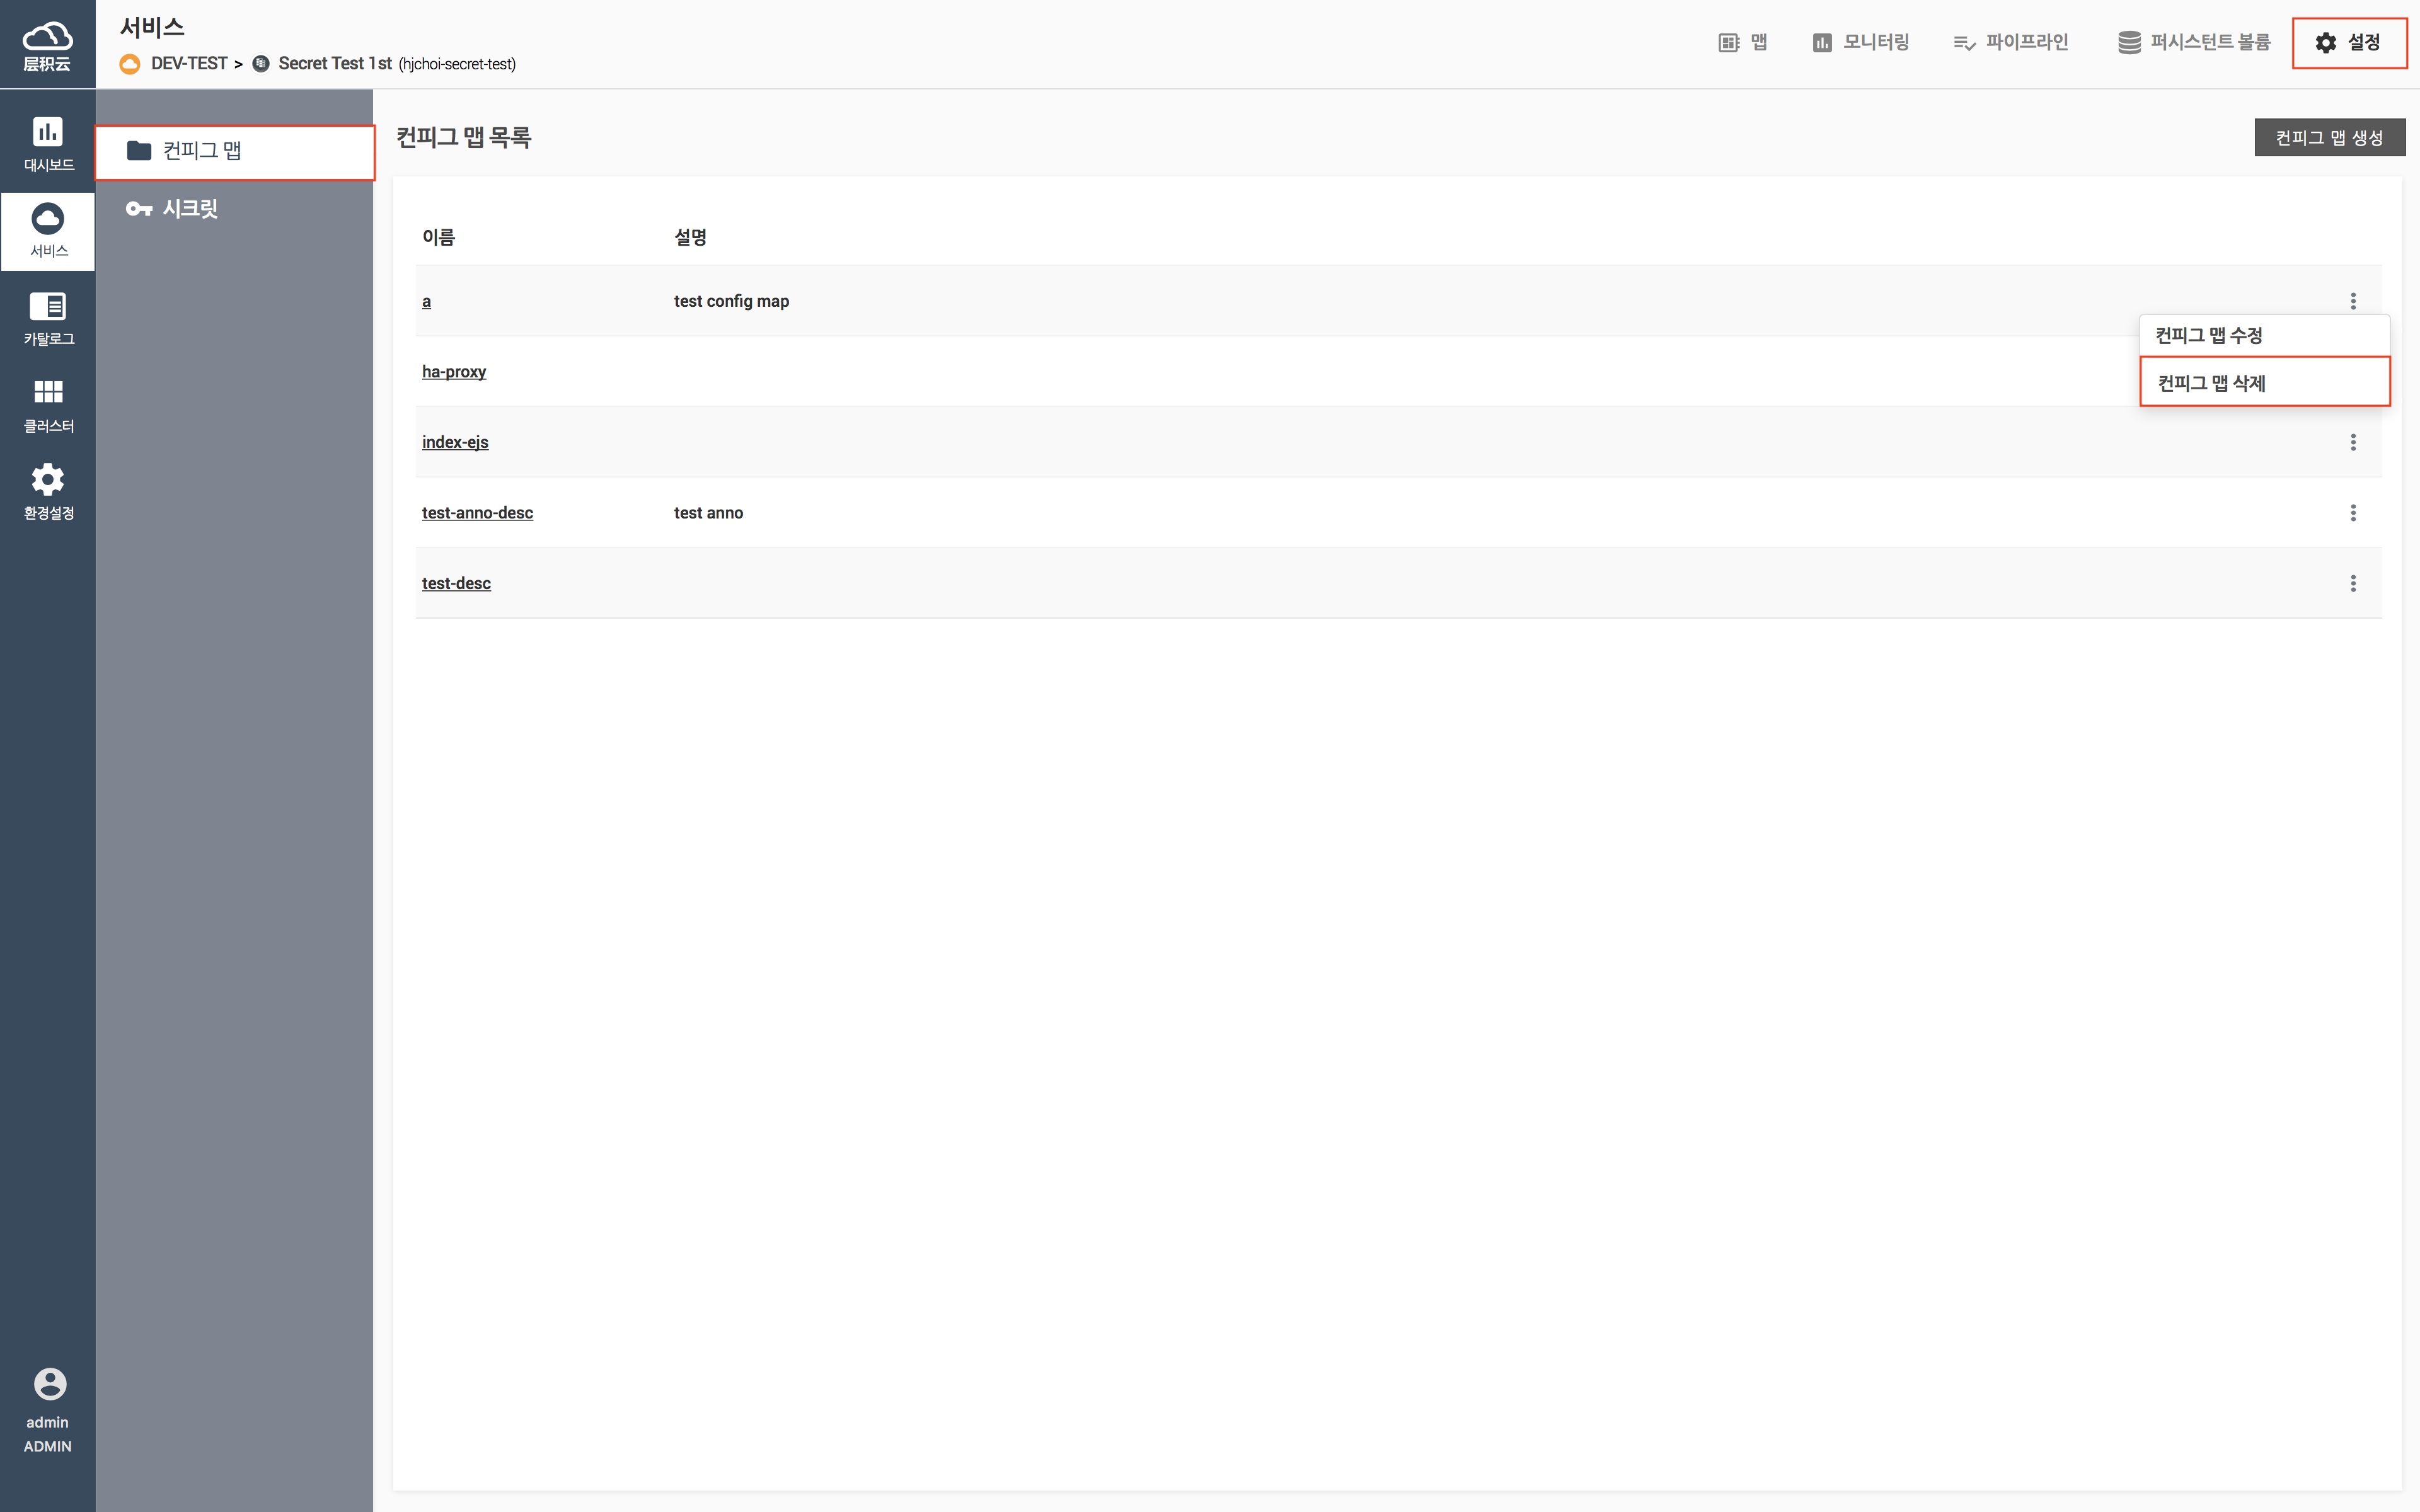 层积云
서비스
DEV-TEST > Secret Test 1st (hjchoi-secret-test)
맵
모니터링
파이프라인
퍼시스턴트 볼륨
설정
대시보드
서비스
카탈로그
클러스터
환경설정
admin
ADMIN
컨피그 맵
시크릿
컨피그 맵 목록
컨피그 맵 생성
이름 설명
a test config map
컨피그 맵 수정
컨피그 맵 삭제
ha-proxy
index-ejs
test-anno-desc test anno
test-desc